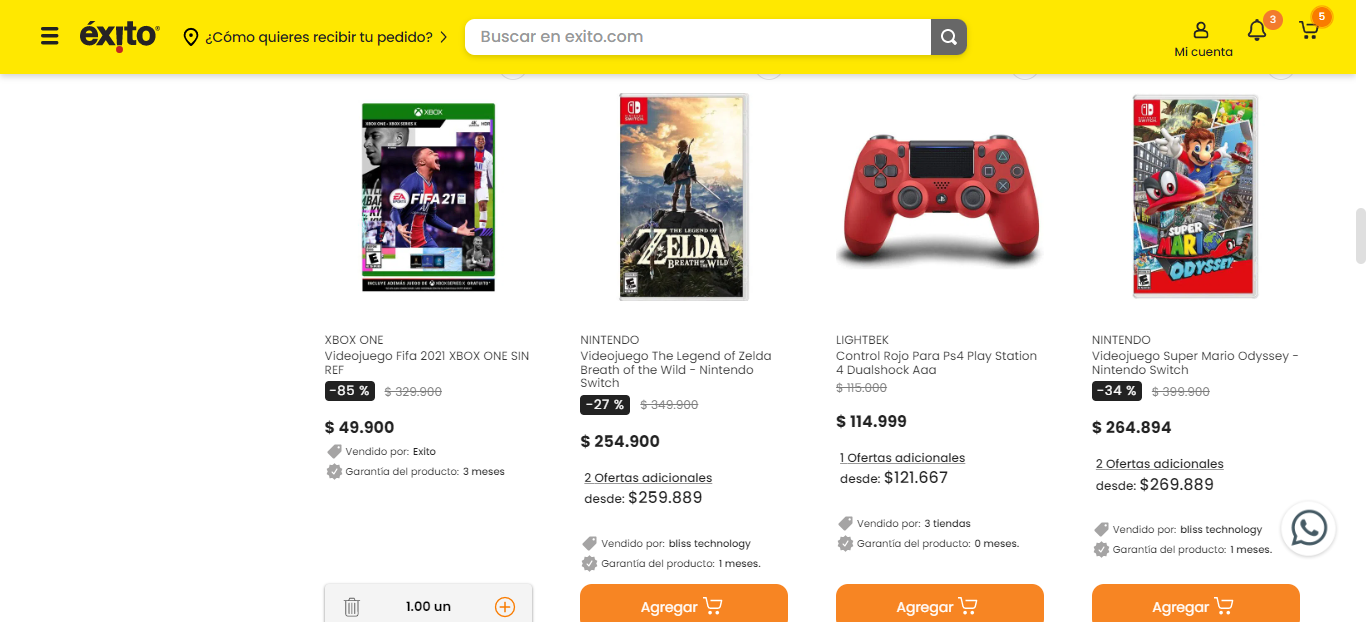 éxito
¿Cómo quieres recibir tu pedido?
Buscar en exito.com
Mi cuenta
3
5
XBOX
XBOX ONE • XBOX SERIES X
4K
HDR
EA SPORTS
FIFA 21
INCLUYE ADEMÁS JUEGO DE XBOX SERIES X GRATUITO*
XBOX ONE
Videojuego Fifa 2021 XBOX ONE SIN
REF
-85 % $ 329.900
$ 49.900
Vendido por: Exito
Garantía del producto: 3 meses
1.00 un
THE LEGEND OF
ZELDA
BREATH OF THE WILD
NINTENDO
Videojuego The Legend of Zelda
Breath of the Wild - Nintendo
Switch
-27 % $ 349.900
$ 254.900
2 Ofertas adicionales
desde: $259.889
Vendido por: bliss technology
Garantía del producto: 1 meses.
Agregar
LIGHTBEK
Control Rojo Para Ps4 Play Station
4 Dualshock Aaa
$ 115.000
$ 114.999
1 Ofertas adicionales
desde: $121.667
Vendido por: 3 tiendas
Garantía del producto: 0 meses.
Agregar
SUPER
MARIO
ODYSSEY
NINTENDO
Videojuego Super Mario Odyssey -
Nintendo Switch
-34 % $ 399.900
$ 264.894
2 Ofertas adicionales
desde: $269.889
Vendido por: bliss technology
Garantía del producto: 1 meses.
Agregar